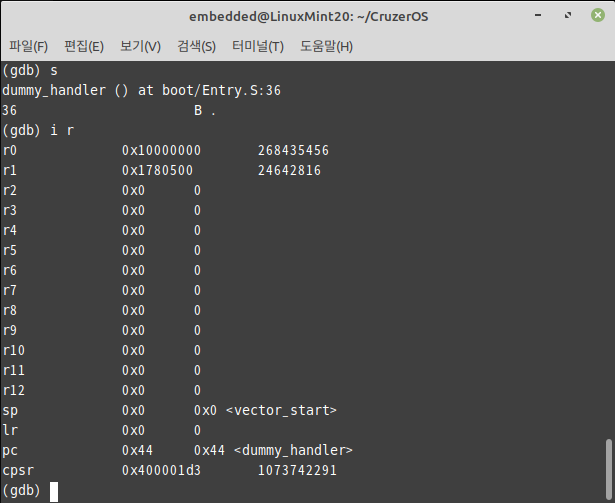 embedded@LinuxMint20: ~/CruzerOS
파일(F) 편집(E) 보기(V) 검색(S) 터미널(T) 도움말(H)
(gdb) s
dummy_handler () at boot/Entry.S:36
36 B .
(gdb) i r
r0 0x10000000 268435456
r1 0x1780500 24642816
r2 0x0 0
r3 0x0 0
r4 0x0 0
r5 0x0 0
r6 0x0 0
r7 0x0 0
r8 0x0 0
r9 0x0 0
r10 0x0 0
r11 0x0 0
r12 0x0 0
sp 0x0 0x0 <vector_start>
lr 0x0 0
pc 0x44 0x44 <dummy_handler>
cpsr 0x400001d3 1073742291
(gdb)